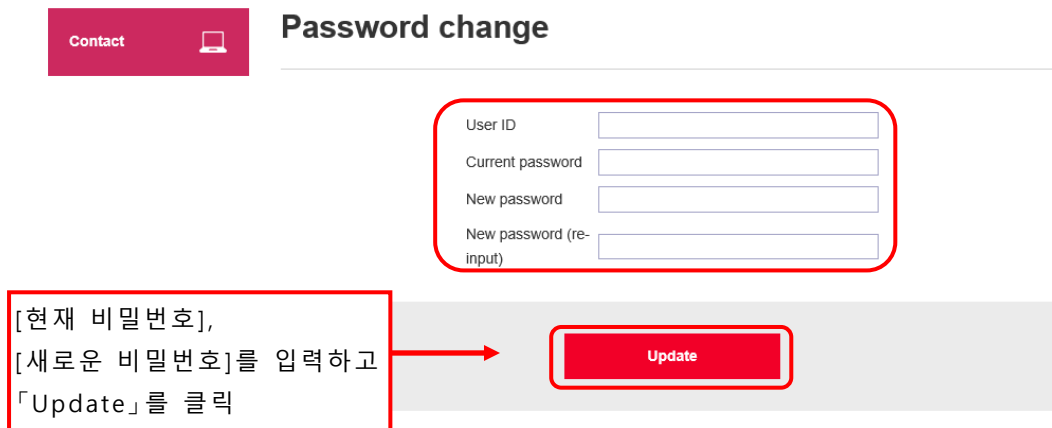 Contact
Password change
User ID
Current password
New password
New password (re-
input)
[현재 비밀번호],
[새로운 비밀번호]를 입력하고
「Update」를 클릭
Update